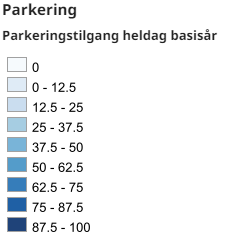 Parkering
Parkeringstilgang heldag basisår
0
0 - 12.5
12.5 - 25
25 - 37.5
37.5 - 50
50 - 62.5
62.5 - 75
75 - 87.5
87.5 - 100